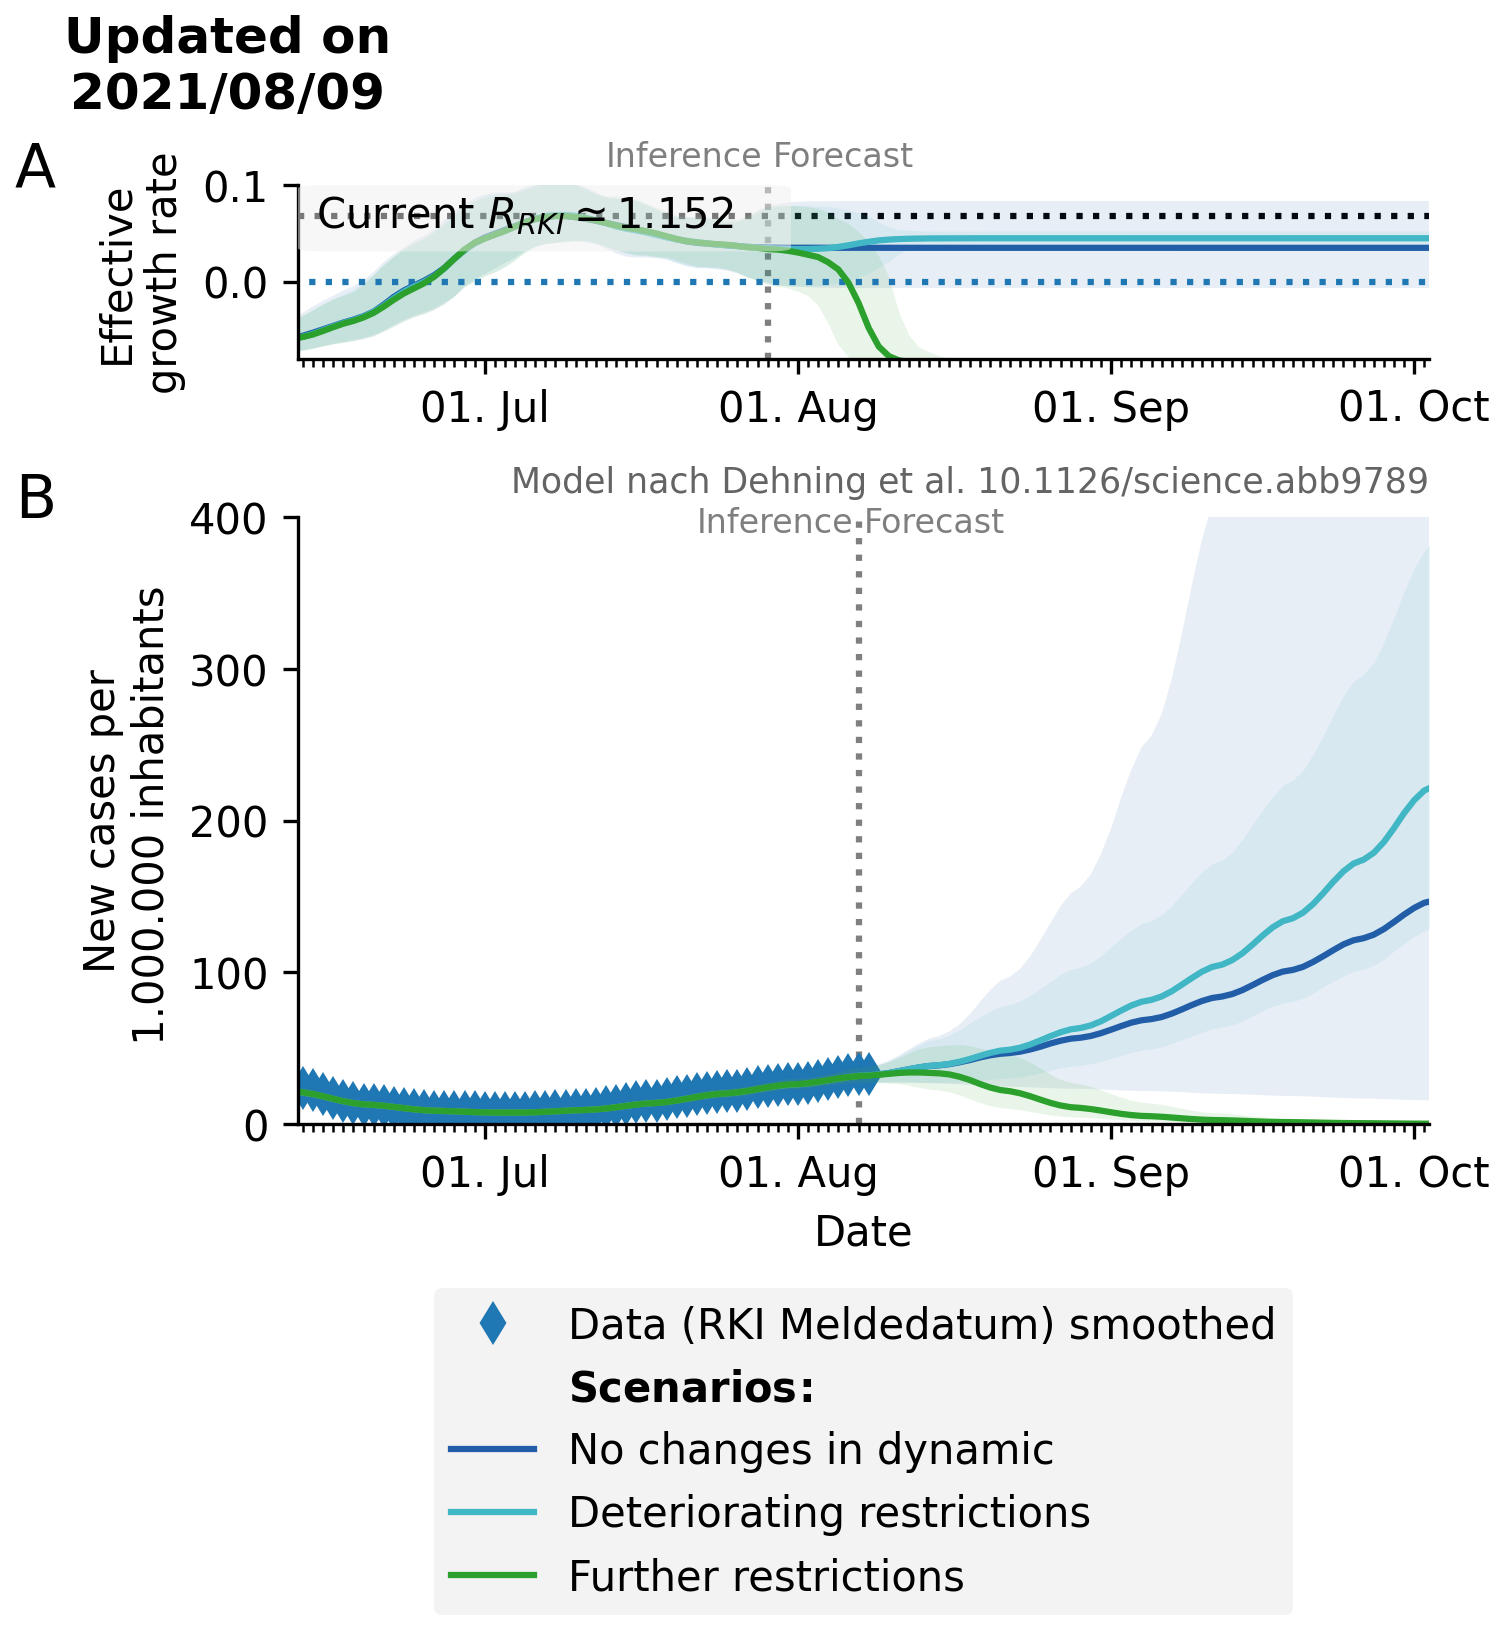 Updated on
2021/08/09
A
Inference Forecast
Effective
growth rate
0.1
0.0
Current R_RKI ≃ 1.152
01. Jul 01. Aug 01. Sep 01. Oct
B
Model nach Dehning et al. 10.1126/science.abb9789
Inference Forecast
New cases per
1.000.000 inhabitants
400
300
200
100
0
01. Jul 01. Aug 01. Sep 01. Oct
Date
Data (RKI Meldedatum) smoothed
Scenarios:
No changes in dynamic
Deteriorating restrictions
Further restrictions